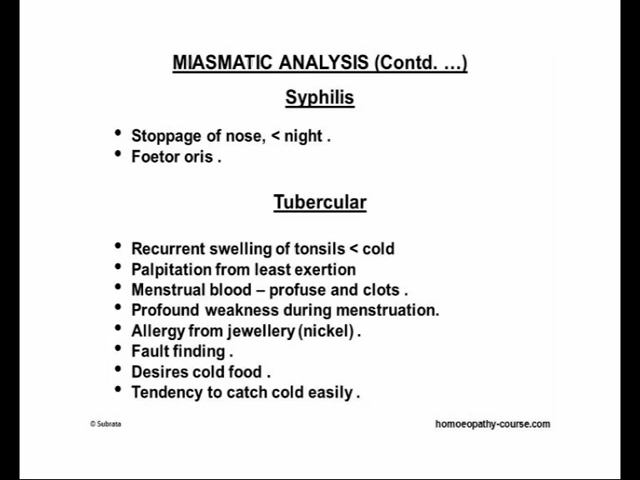 MIASMATIC ANALYSIS (Contd. ...)
Syphilis
• Stoppage of nose, < night .
• Foetor oris .
Tubercular
• Recurrent swelling of tonsils < cold
• Palpitation from least exertion
• Menstrual blood – profuse and clots .
• Profound weakness during menstruation.
• Allergy from jewellery (nickel) .
• Fault finding .
• Desires cold food .
• Tendency to catch cold easily .
© Subrata
homoeopathy-course.com